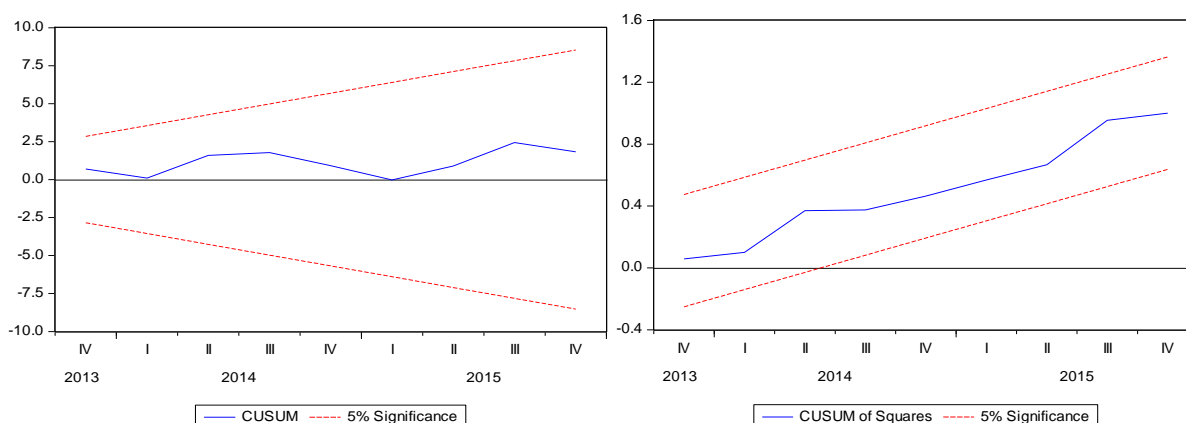 10.0
7.5
5.0
2.5
0.0
-2.5
-5.0
-7.5
-10.0
IV I II III IV I II III IV
2013 2014 2015
CUSUM 5% Significance
1.6
1.2
0.8
0.4
0.0
-0.4
IV I II III IV I II III IV
2013 2014 2015
CUSUM of Squares 5% Significance